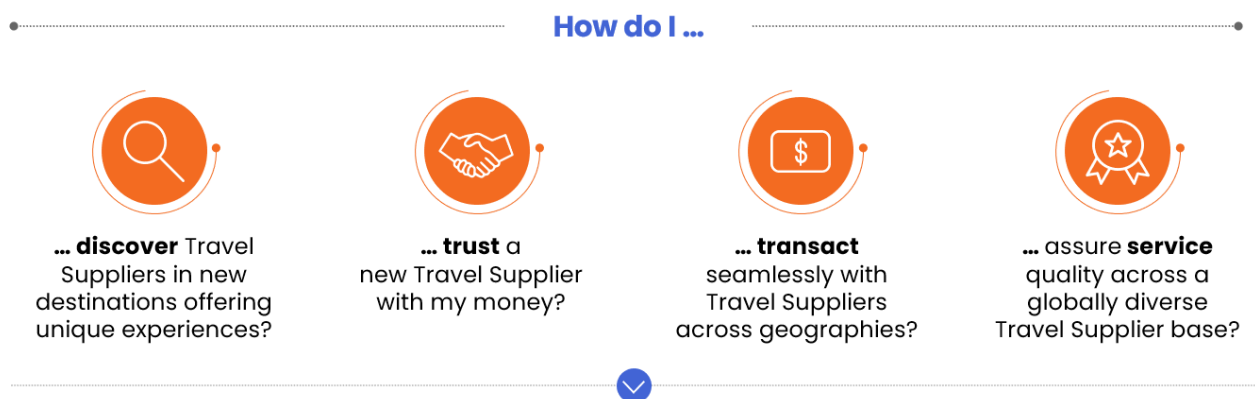 How do I ...
... discover Travel
Suppliers in new
destinations offering
unique experiences?
... trust a
new Travel Supplier
with my money?
$
... transact
seamlessly with
Travel Suppliers
across geographies?
... assure service
quality across a
globally diverse
Travel Supplier base?